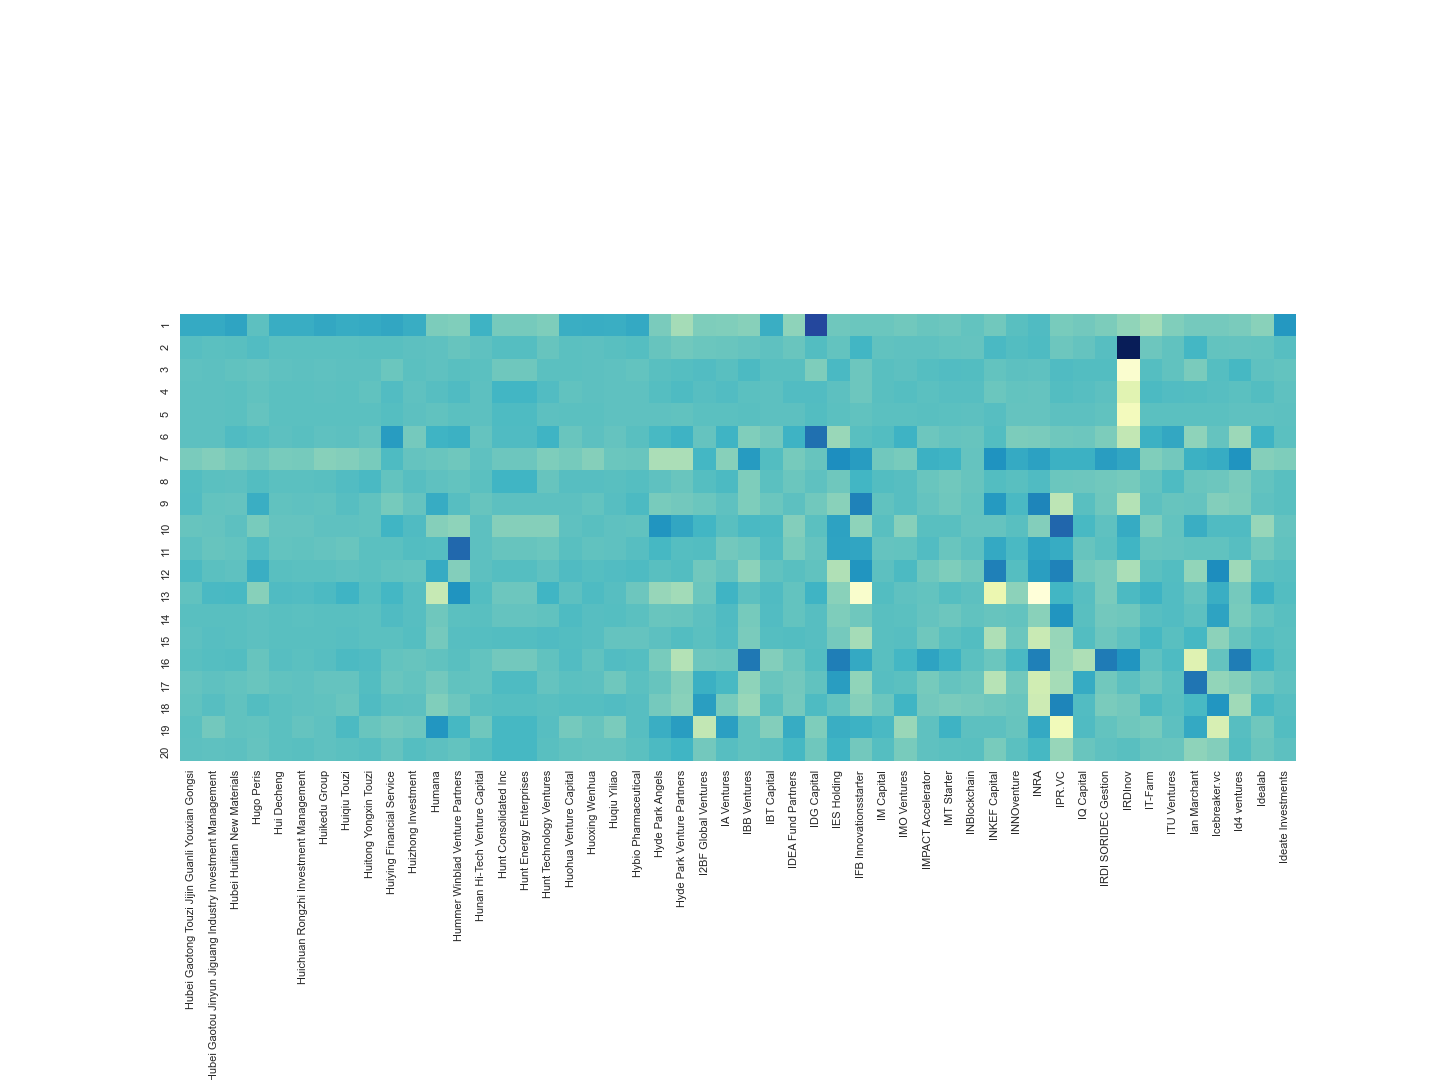 1
2
3
4
5
6
7
8
9
10
11
12
13
14
15
16
17
18
19
20
Hubei Gaotong Touzi Jijin Guanli Youxian Gongsi
Hubei Gaotou Jinyun Jiguang Industry Investment Management
Hubei Huitian New Materials
Hugo Peris
Hui Decheng
Huichuan Rongzhi Investment Management
Huikedu Group
Huiqiu Touzi
Huitong Yongxin Touzi
Huiying Financial Service
Huizhong Investment
Humana
Hummer Winblad Venture Partners
Hunan Hi-Tech Venture Capital
Hunt Consolidated Inc
Hunt Energy Enterprises
Hunt Technology Ventures
Huohua Venture Capital
Huoxing Wenhua
Huqiu Yiliao
Hybio Pharmaceutical
Hyde Park Angels
Hyde Park Venture Partners
I2BF Global Ventures
IA Ventures
IBB Ventures
IBT Capital
IDEA Fund Partners
IDG Capital
IES Holding
IFB Innovationsstarter
IM Capital
IMO Ventures
IMPACT Accelerator
IMT Starter
INBlockchain
INKEF Capital
INNOventure
INRA
IPR.VC
IQ Capital
IRDI SORIDEC Gestion
IRDInov
IT-Farm
ITU Ventures
Ian Marchant
Icebreaker.vc
Id4 ventures
Idealab
Ideate Investments